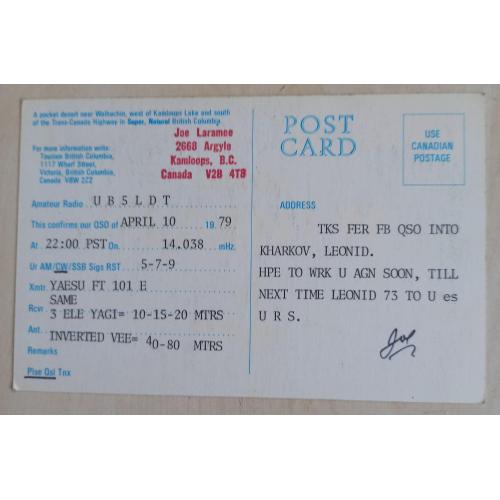 A pocket desert near Walhachin, west of Kamloops Lake and south
of the Trans-Canada Highway in Super, Natural British Columbia.
Joe Laramee
2668 Argyle
Kamloops, B.C.
Canada V2B 4T8
For more information write:
Tourism British Columbia,
1117 Wharf Street,
Victoria, British Columbia,
Canada V8W 2Z2
Amateur Radio UB5LDT
This confirms our QSO of APRIL 10 1979
At 22:00 PST On 14.038 mHz.
Ur AM/CW/SSB Sigs RST 5-7-9
Xmtr YAESU FT 101 E
Rcvr SAME
Ant. 3 ELE YAGI= 10-15-20 MTRS
INVERTED VEE= 40-80 MTRS
Remarks
Plse Qsl Tnx
POST
CARD
USE
CANADIAN
POSTAGE
ADDRESS
TKS FER FB QSO INTO
KHARKOV, LEONID.
HPE TO WRK U AGN SOON, TILL
NEXT TIME LEONID 73 TO U es
U R S.
Joe